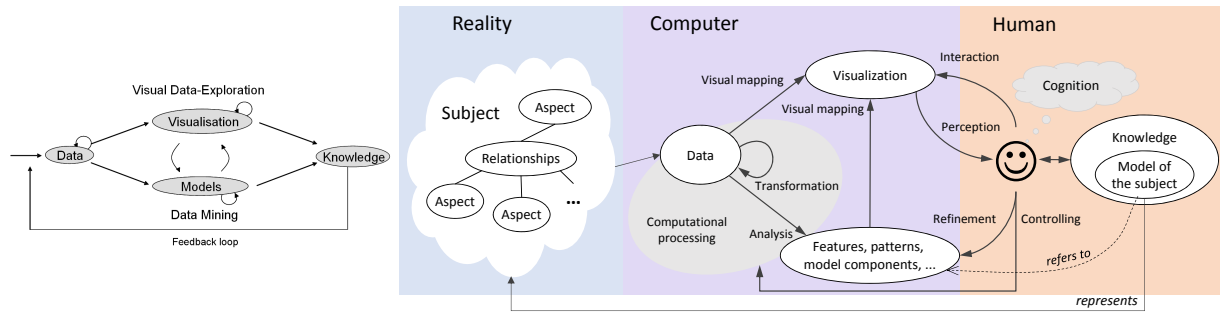 Visual Data-Exploration
Visualisation
Data
Knowledge
Models
Data Mining
Feedback loop
Reality
Computer
Human
Subject
Aspect
Relationships
Aspect
Aspect
...
Visualization
Visual mapping
Visual mapping
Data
Transformation
Computational
processing
Analysis
Features, patterns,
model components, ...
Interaction
Cognition
Perception
Knowledge
Model of
the subject
Refinement
Controlling
refers to
represents